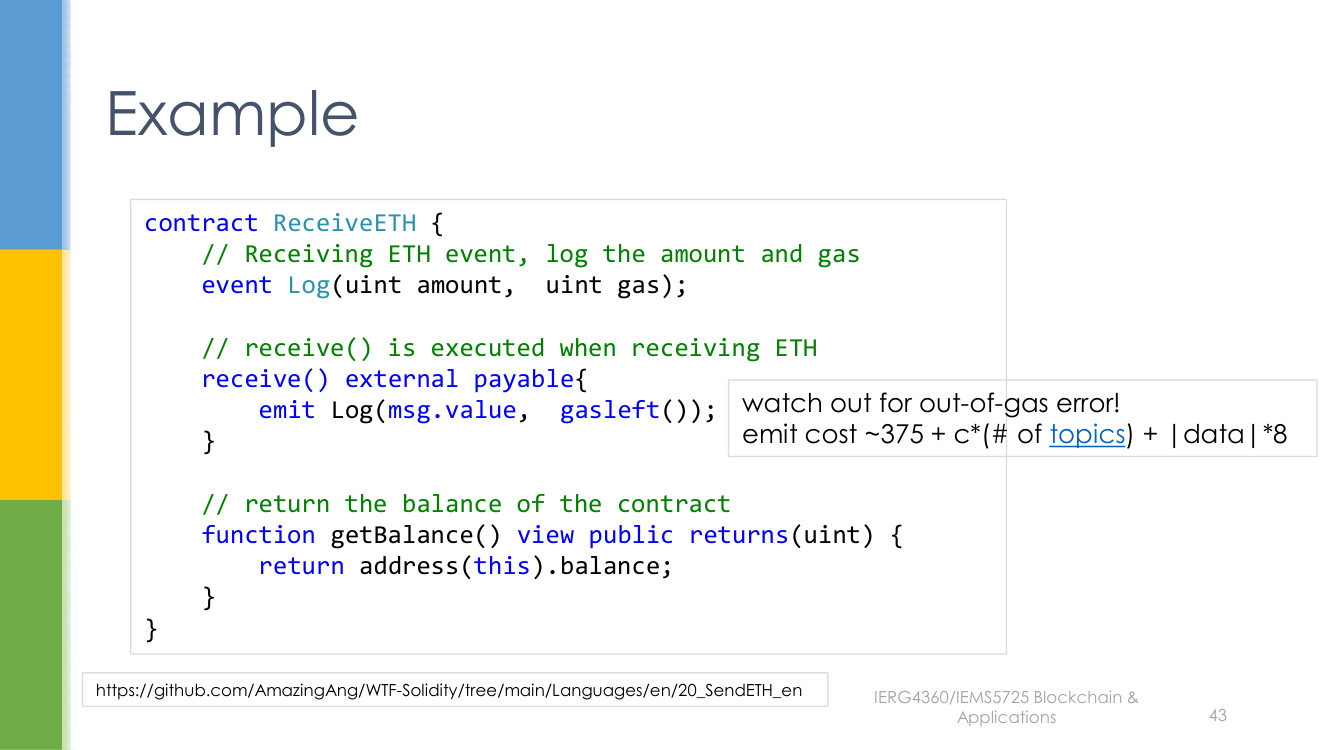 Example
contract ReceiveETH {
    // Receiving ETH event, log the amount and gas
    event Log(uint amount,  uint gas);

    // receive() is executed when receiving ETH
    receive() external payable{
        emit Log(msg.value,  gasleft());
    }

    // return the balance of the contract
    function getBalance() view public returns(uint) {
        return address(this).balance;
    }
}
watch out for out-of-gas error!
emit cost ~375 + c*(# of topics) + |data|*8
https://github.com/AmazingAng/WTF-Solidity/tree/main/Languages/en/20_SendETH_en
IERG4360/IEMS5725 Blockchain &
Applications
43